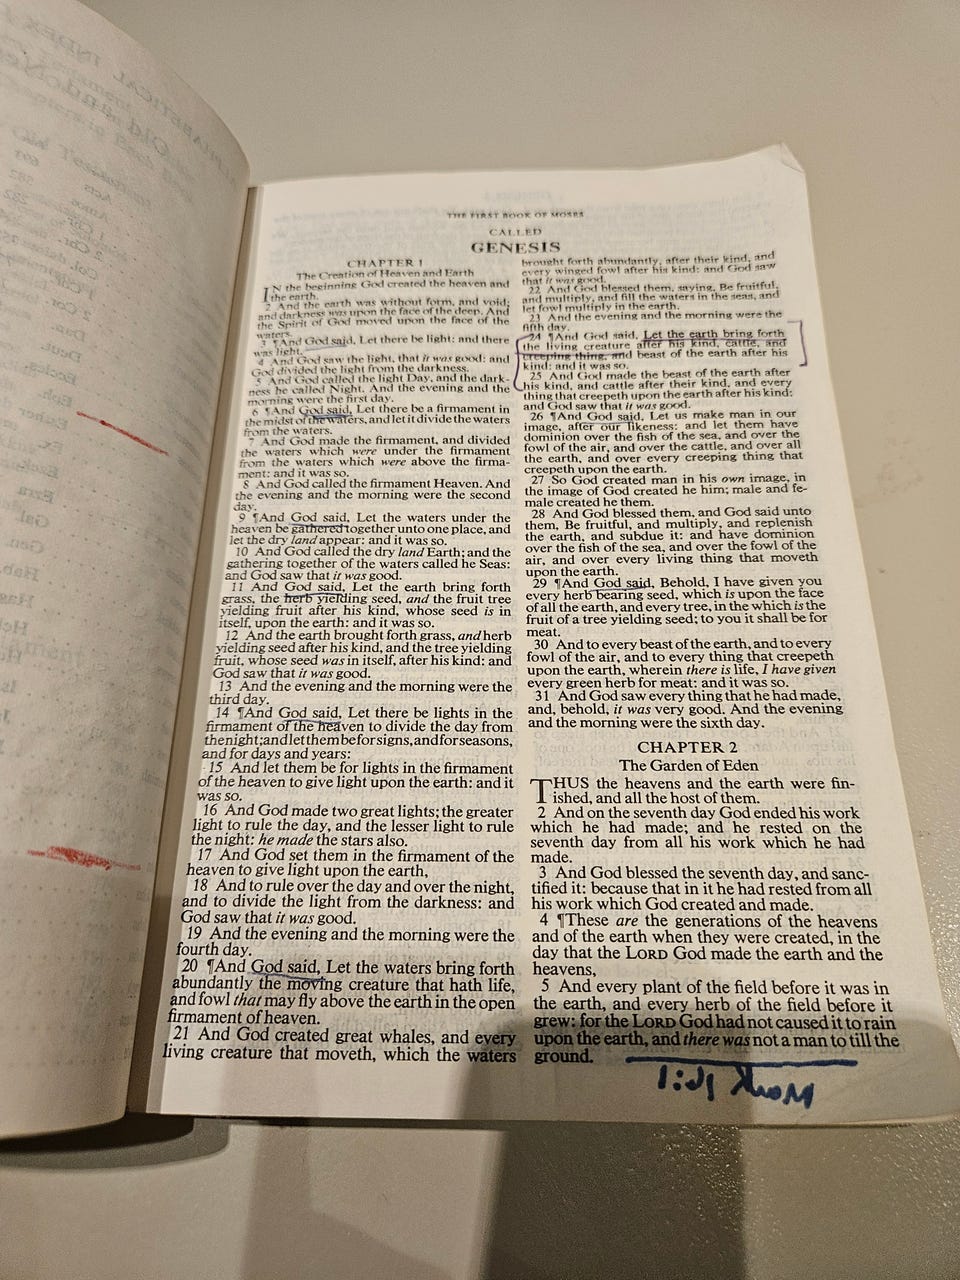 THE FIRST BOOK OF MOSES
CALLED
GENESIS
CHAPTER 1
The Creation of Heaven and Earth
IN the beginning God created the heaven and
the earth.
2 And the earth was without form, and void;
and darkness was upon the face of the deep. And
the Spirit of God moved upon the face of the
waters.
3 ¶And God said, Let there be light: and there
was light.
4 And God saw the light, that it was good: and
God divided the light from the darkness.
5 And God called the light Day, and the dark-
ness he called Night. And the evening and the
morning were the first day.
6 ¶And God said, Let there be a firmament in
the midst of the waters, and let it divide the waters
from the waters.
7 And God made the firmament, and divided
the waters which were under the firmament
from the waters which were above the firma-
ment: and it was so.
8 And God called the firmament Heaven. And
the evening and the morning were the second
day.
9 ¶And God said, Let the waters under the
heaven be gathered together unto one place, and
let the dry land appear: and it was so.
10 And God called the dry land Earth; and the
gathering together of the waters called he Seas:
and God saw that it was good.
11 And God said, Let the earth bring forth
grass, the herb yielding seed, and the fruit tree
yielding fruit after his kind, whose seed is in
itself, upon the earth: and it was so.
12 And the earth brought forth grass, and herb
yielding seed after his kind, and the tree yielding
fruit, whose seed was in itself, after his kind: and
God saw that it was good.
13 And the evening and the morning were the
third day.
14 ¶And God said, Let there be lights in the
firmament of the heaven to divide the day from
the night; and let them be for signs, and for seasons,
and for days and years:
15 And let them be for lights in the firmament
of the heaven to give light upon the earth: and it
was so.
16 And God made two great lights; the greater
light to rule the day, and the lesser light to rule
the night: he made the stars also.
17 And God set them in the firmament of the
heaven to give light upon the earth,
18 And to rule over the day and over the night,
and to divide the light from the darkness: and
God saw that it was good.
19 And the evening and the morning were the
fourth day.
20 ¶And God said, Let the waters bring forth
abundantly the moving creature that hath life,
and fowl that may fly above the earth in the open
firmament of heaven.
21 And God created great whales, and every
living creature that moveth, which the waters
brought forth abundantly, after their kind, and
every winged fowl after his kind: and God saw
that it was good.
22 And God blessed them, saying, Be fruitful,
and multiply, and fill the waters in the seas, and
let fowl multiply in the earth.
23 And the evening and the morning were the
fifth day.
24 ¶And God said, Let the earth bring forth
the living creature after his kind, cattle, and
creeping thing, and beast of the earth after his
kind: and it was so.
25 And God made the beast of the earth after
his kind, and cattle after their kind, and every
thing that creepeth upon the earth after his kind:
and God saw that it was good.
26 ¶And God said, Let us make man in our
image, after our likeness: and let them have
dominion over the fish of the sea, and over the
fowl of the air, and over the cattle, and over all
the earth, and over every creeping thing that
creepeth upon the earth.
27 So God created man in his own image, in
the image of God created he him; male and fe-
male created he them.
28 And God blessed them, and God said unto
them, Be fruitful, and multiply, and replenish
the earth, and subdue it: and have dominion
over the fish of the sea, and over the fowl of the
air, and over every living thing that moveth
upon the earth.
29 ¶And God said, Behold, I have given you
every herb bearing seed, which is upon the face
of all the earth, and every tree, in the which is the
fruit of a tree yielding seed; to you it shall be for
meat.
30 And to every beast of the earth, and to every
fowl of the air, and to every thing that creepeth
upon the earth, wherein there is life, I have given
every green herb for meat: and it was so.
31 And God saw every thing that he had made,
and, behold, it was very good. And the evening
and the morning were the sixth day.
CHAPTER 2
The Garden of Eden
THUS the heavens and the earth were fin-
ished, and all the host of them.
2 And on the seventh day God ended his work
which he had made; and he rested on the
seventh day from all his work which he had
made.
3 And God blessed the seventh day, and sanc-
tified it: because that in it he had rested from all
his work which God created and made.
4 ¶These are the generations of the heavens
and of the earth when they were created, in the
day that the LORD God made the earth and the
heavens,
5 And every plant of the field before it was in
the earth, and every herb of the field before it
grew: for the LORD God had not caused it to rain
upon the earth, and there was not a man to till the
ground.